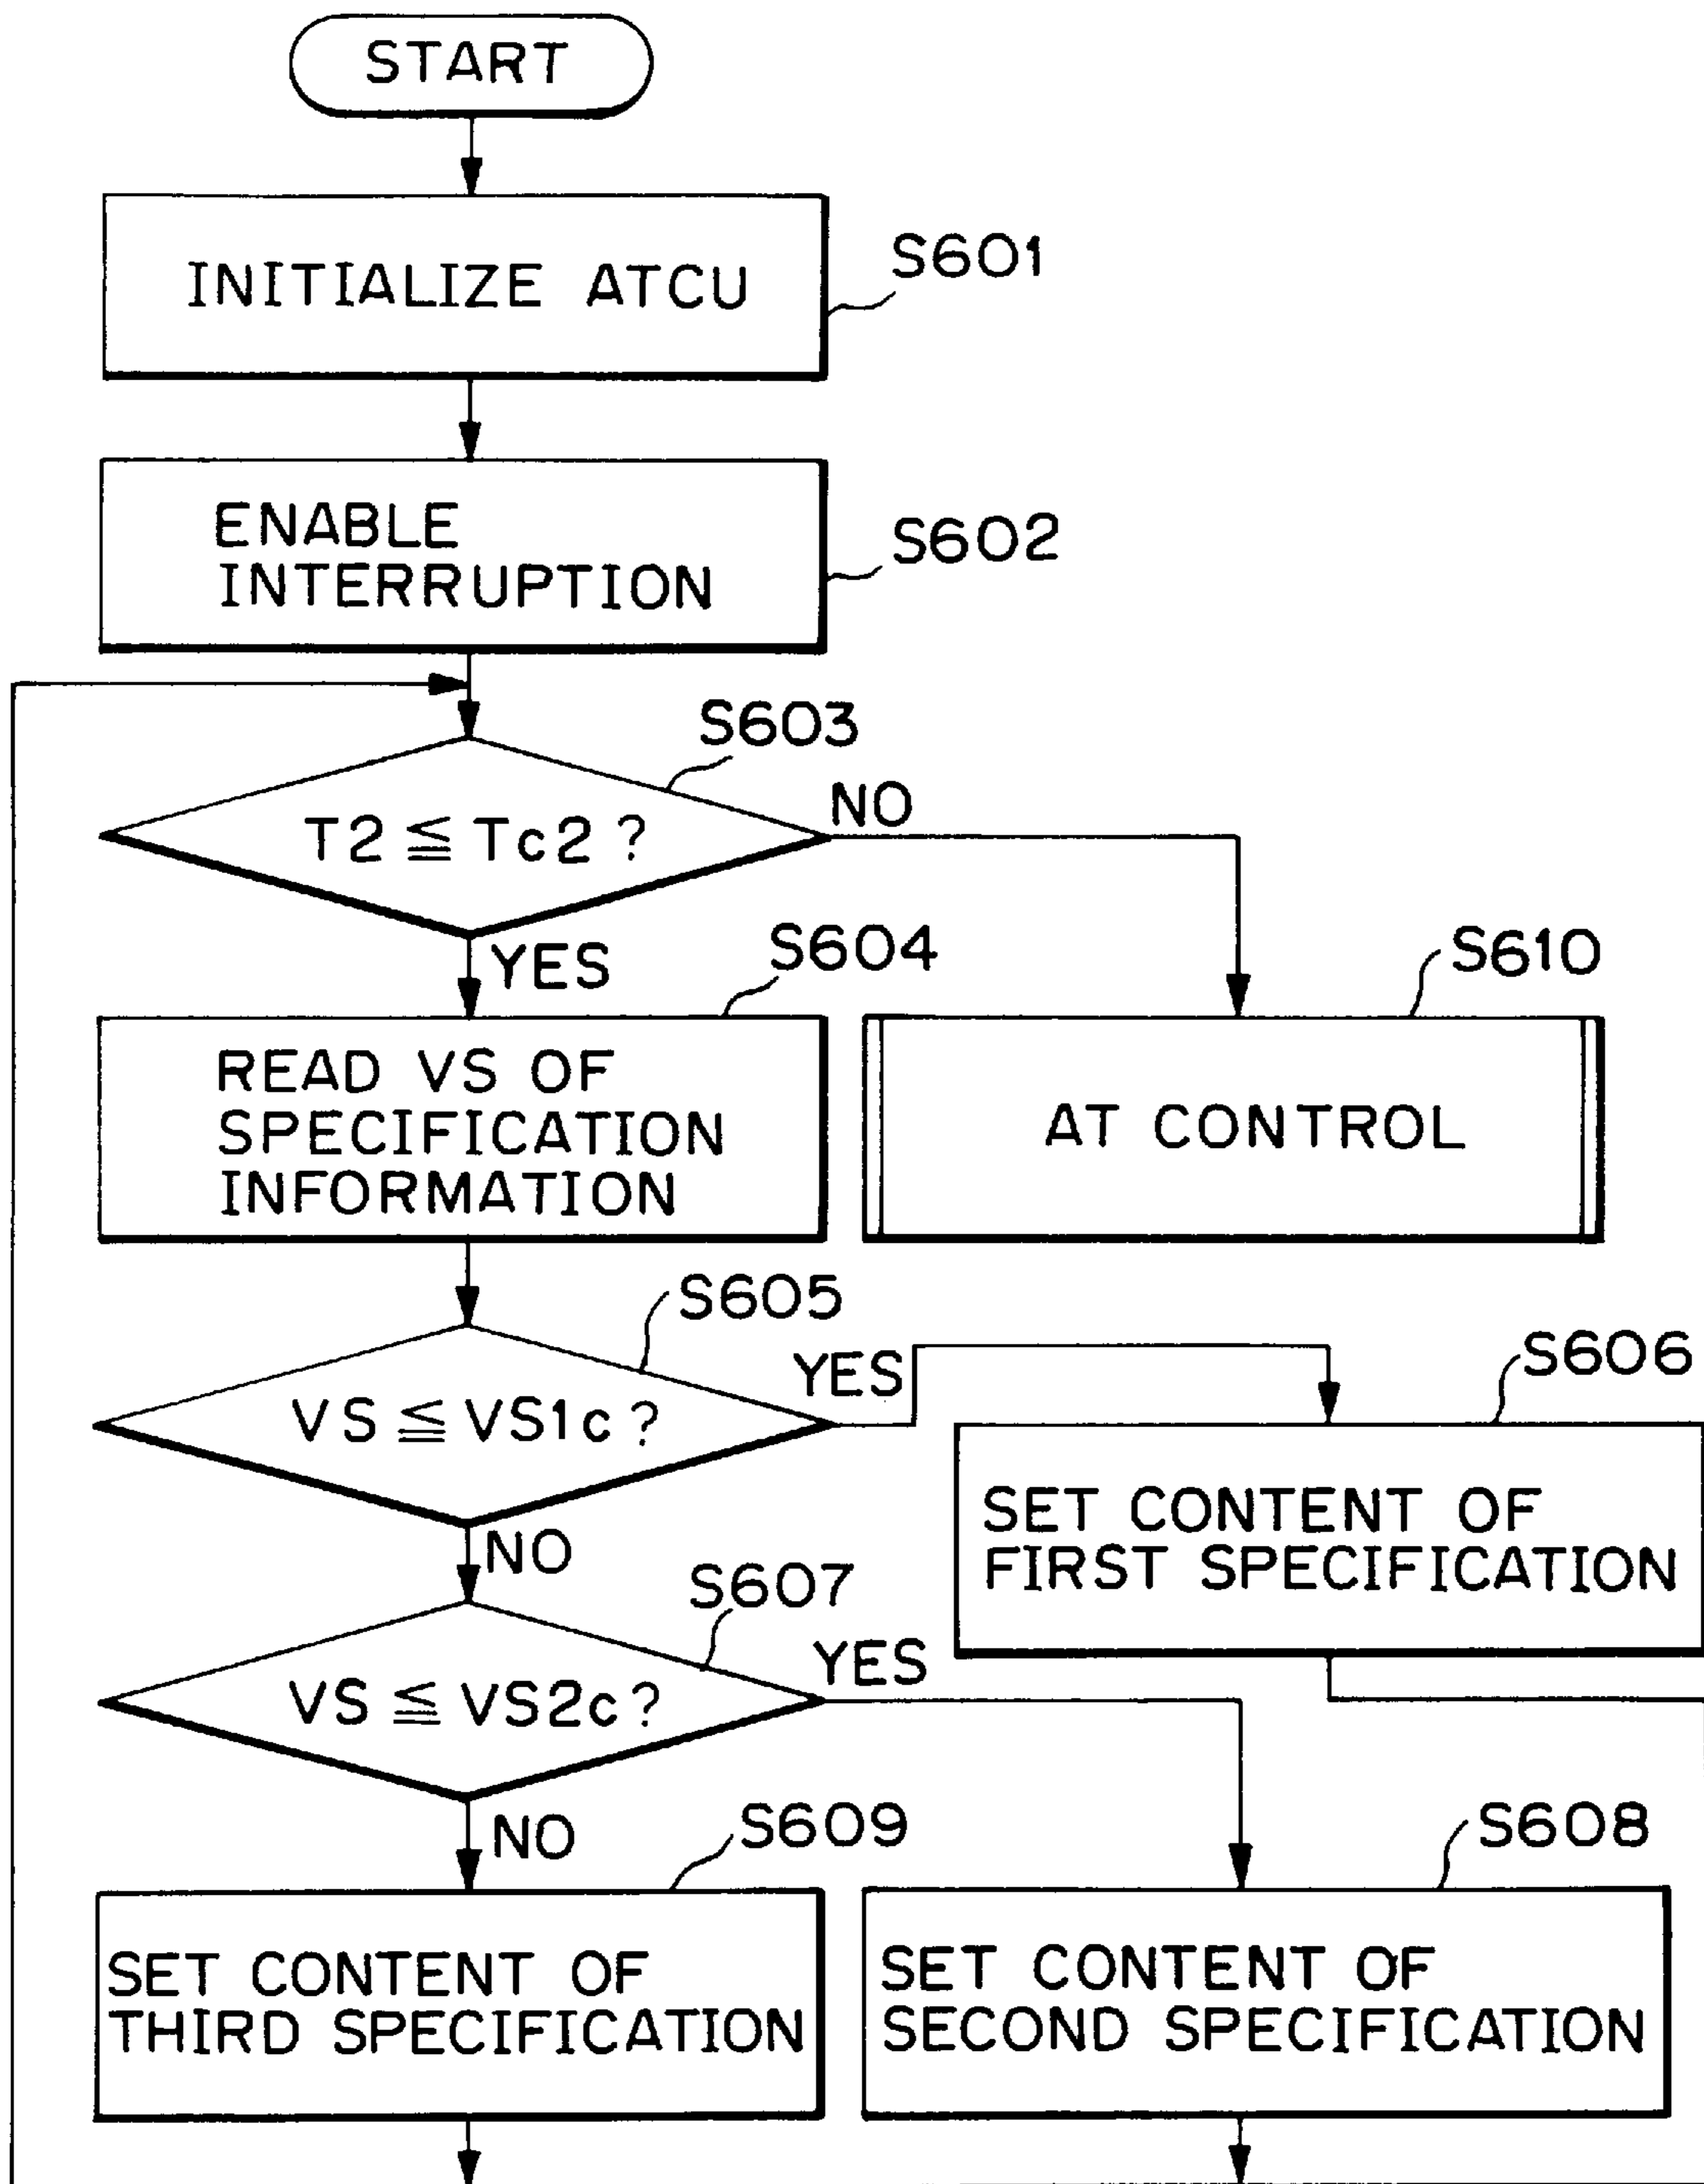 START
INITIALIZE ATCU
S601
ENABLE
INTERRUPTION
S602
S603
T2 ≦ Tc2 ?
NO
YES
S604
READ VS OF
SPECIFICATION
INFORMATION
S610
AT CONTROL
S605
VS ≦ VS1c ?
YES
S606
SET CONTENT OF
FIRST SPECIFICATION
NO
S607
VS ≦ VS2c ?
YES
NO
S609
SET CONTENT OF
THIRD SPECIFICATION
S608
SET CONTENT OF
SECOND SPECIFICATION